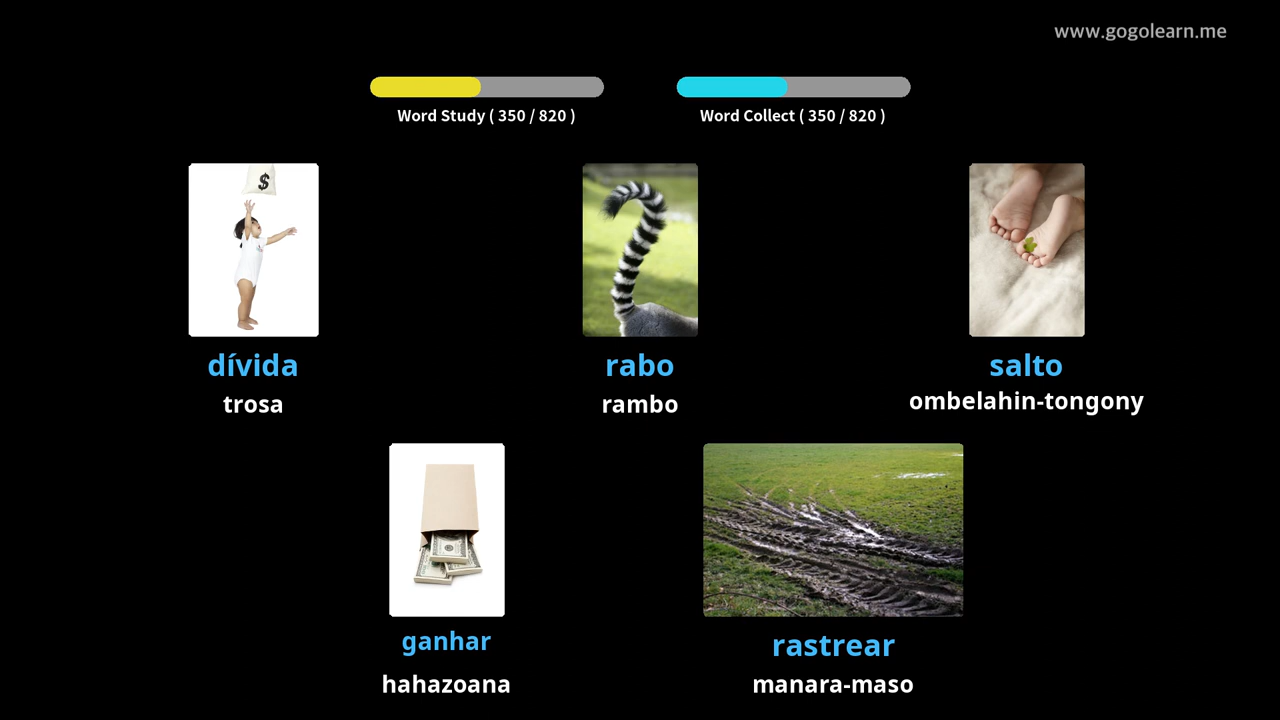 www.gogolearn.me
Word Study ( 350 / 820 )
Word Collect ( 350 / 820 )
$
dívida
trosa
rabo
rambo
salto
ombelahin-tongony
ganhar
hahazoana
rastrear
manara-maso